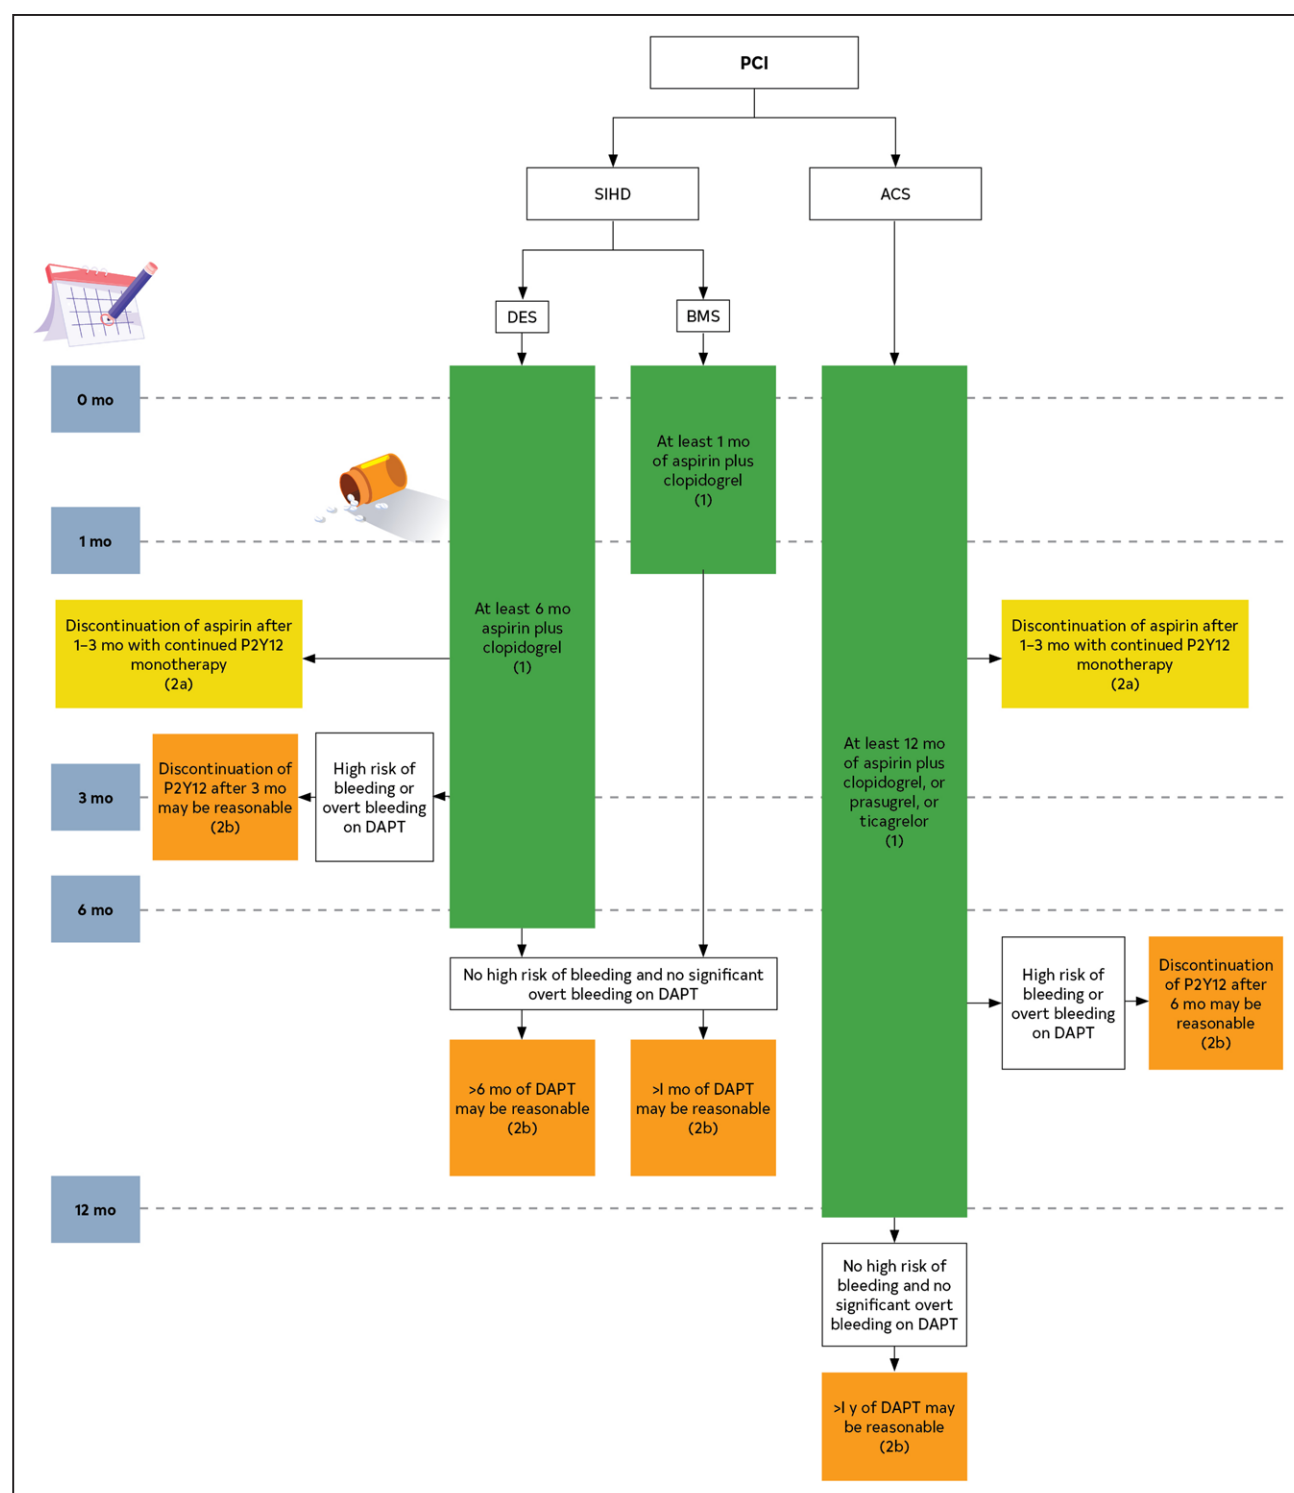 PCI
SIHD
ACS
DES
BMS
0 mo
At least 1 mo
of aspirin plus
clopidogrel
(1)
1 mo
Discontinuation of aspirin after
1–3 mo with continued P2Y12
monotherapy
(2a)
At least 6 mo
aspirin plus
clopidogrel
(1)
Discontinuation of aspirin after
1–3 mo with continued P2Y12
monotherapy
(2a)
3 mo
Discontinuation of
P2Y12 after 3 mo
may be reasonable
(2b)
High risk of
bleeding or
overt bleeding
on DAPT
At least 12 mo
of aspirin plus
clopidogrel, or
prasugrel, or
ticagrelor
(1)
6 mo
No high risk of bleeding and no significant
overt bleeding on DAPT
High risk of
bleeding or
overt bleeding
on DAPT
Discontinuation
of P2Y12 after
6 mo may be
reasonable
(2b)
>6 mo of DAPT
may be reasonable
(2b)
>l mo of DAPT
may be reasonable
(2b)
12 mo
No high risk of
bleeding and no
significant overt
bleeding on DAPT
>l y of DAPT may
be reasonable
(2b)